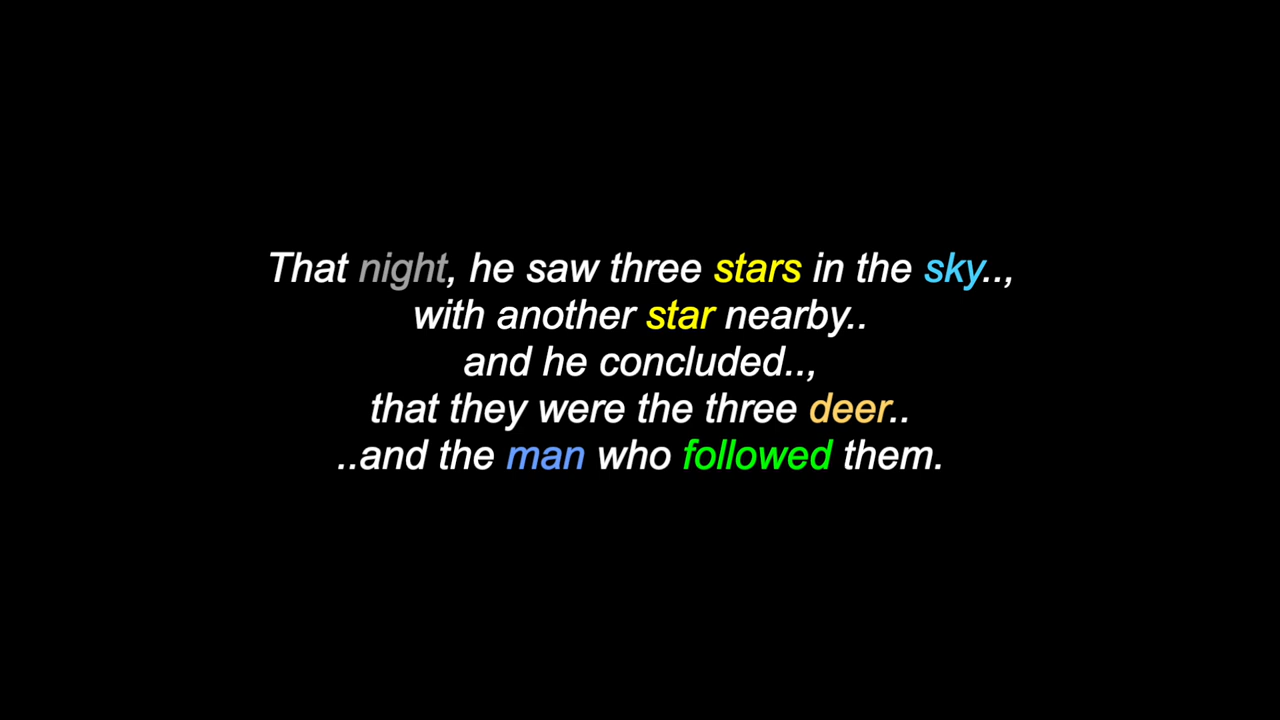 That night, he saw three stars in the sky..,
with another star nearby..
and he concluded..,
that they were the three deer..
..and the man who followed them.